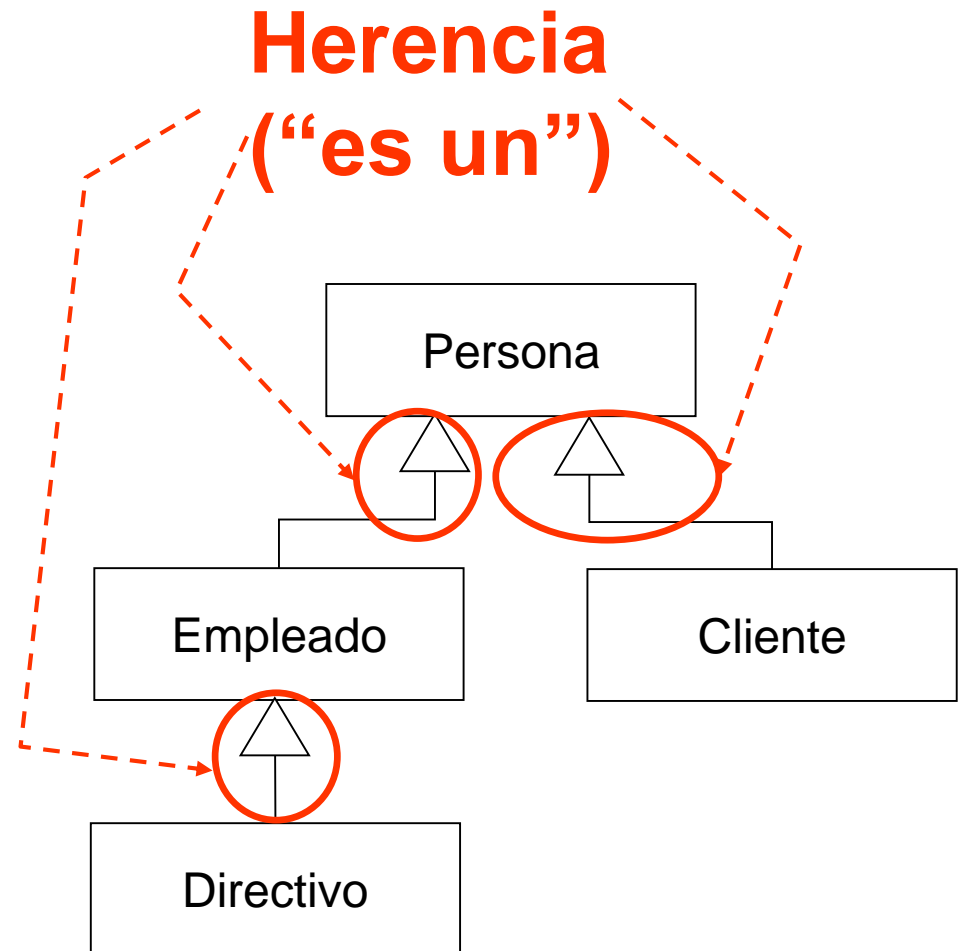 Herencia
(“es un”)
Persona
Empleado
Cliente
Directivo